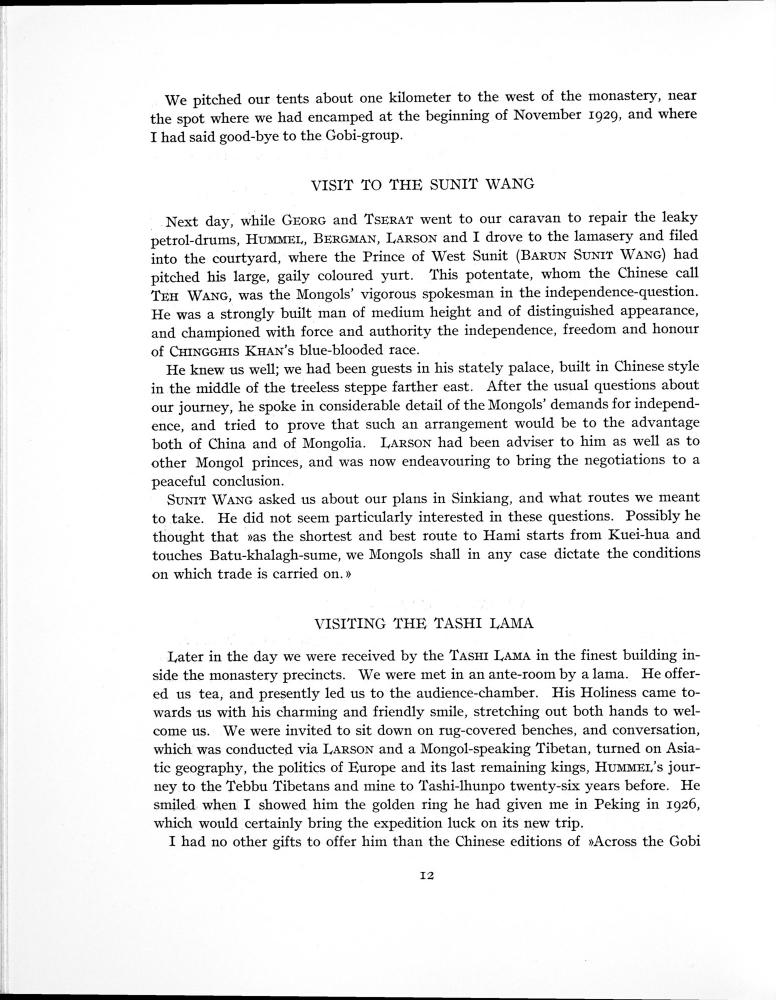 We pitched our tents about one kilometer to the west of the monastery, near
the spot where we had encamped at the beginning of November 1929, and where
I had said good-bye to the Gobi-group.
VISIT TO THE SUNIT WANG
Next day, while GEORG and TSERAT went to our caravan to repair the leaky
petrol-drums, HUMMEL, BERGMAN, LARSON and I drove to the lamasery and filed
into the courtyard, where the Prince of West Sunit (BARUN SUNIT WANG) had
pitched his large, gaily coloured yurt. This potentate, whom the Chinese call
TEH WANG, was the Mongols' vigorous spokesman in the independence-question.
He was a strongly built man of medium height and of distinguished appearance,
and championed with force and authority the independence, freedom and honour
of CHINGGHIS KHAN's blue-blooded race.
He knew us well; we had been guests in his stately palace, built in Chinese style
in the middle of the treeless steppe farther east. After the usual questions about
our journey, he spoke in considerable detail of the Mongols' demands for independ-
ence, and tried to prove that such an arrangement would be to the advantage
both of China and of Mongolia. LARSON had been adviser to him as well as to
other Mongol princes, and was now endeavouring to bring the negotiations to a
peaceful conclusion.
SUNIT WANG asked us about our plans in Sinkiang, and what routes we meant
to take. He did not seem particularly interested in these questions. Possibly he
thought that »as the shortest and best route to Hami starts from Kuei-hua and
touches Batu-khalagh-sume, we Mongols shall in any case dictate the conditions
on which trade is carried on.»
VISITING THE TASHI LAMA
Later in the day we were received by the TASHI LAMA in the finest building in-
side the monastery precincts. We were met in an ante-room by a lama. He offer-
ed us tea, and presently led us to the audience-chamber. His Holiness came to-
wards us with his charming and friendly smile, stretching out both hands to wel-
come us. We were invited to sit down on rug-covered benches, and conversation,
which was conducted via LARSON and a Mongol-speaking Tibetan, turned on Asia-
tic geography, the politics of Europe and its last remaining kings, HUMMEL's jour-
ney to the Tebbu Tibetans and mine to Tashi-lhunpo twenty-six years before. He
smiled when I showed him the golden ring he had given me in Peking in 1926,
which would certainly bring the expedition luck on its new trip.
I had no other gifts to offer him than the Chinese editions of »Across the Gobi
12